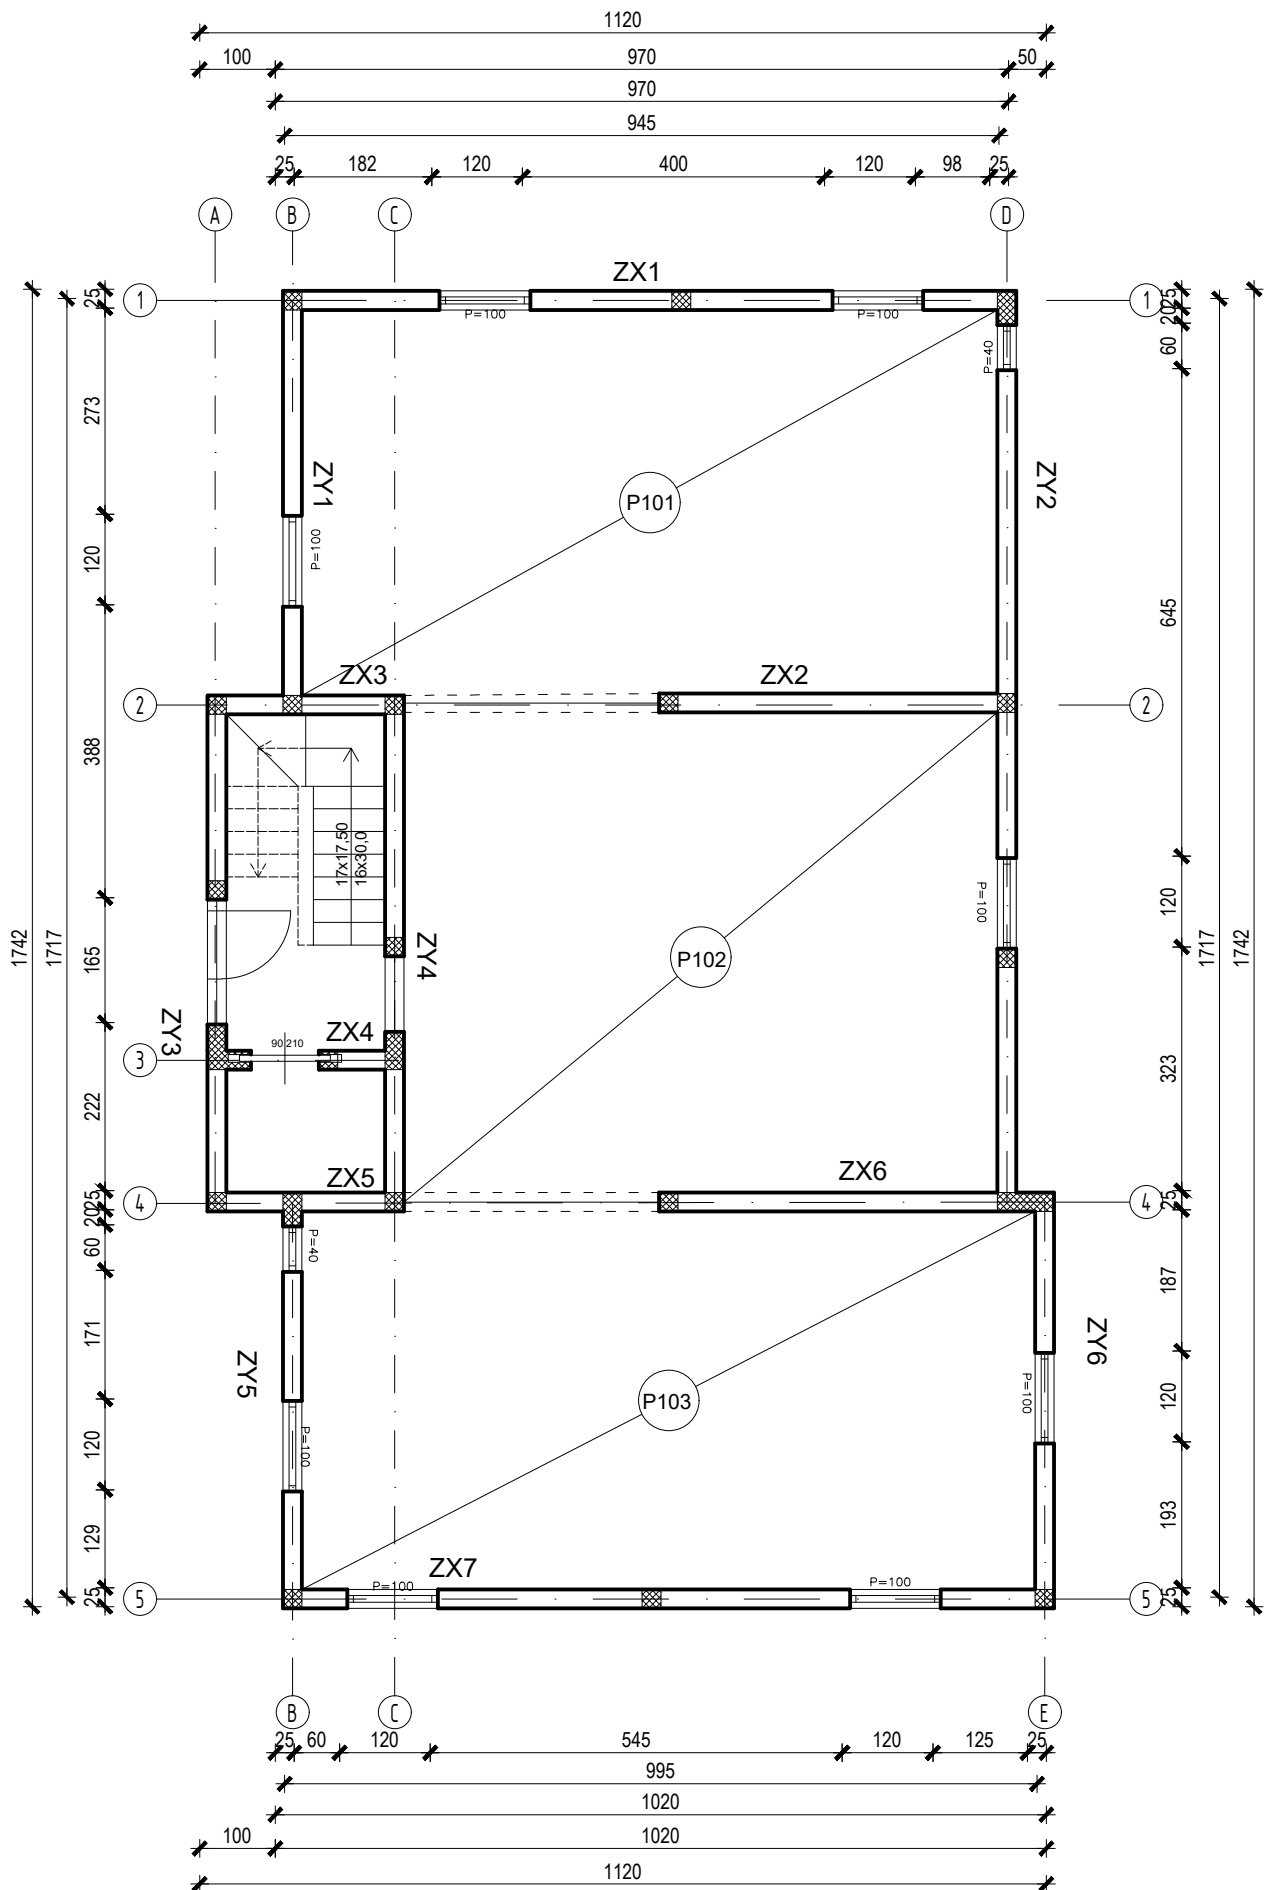 1120
100 970 50
970
945
25 182 120 400 120 98 25
A B C D
ZX1
1 1
P=100 P=100
P=40
25 273 120 388 165 222 25 20 60 171 120 129 25
1742 1717
25 20 60 645 120 323 25 187 120 193 25
1717 1742
ZY1
ZY2
P101
P=100
ZX3 ZX2
2 2
17x17,50
16x30,0
P=100
ZY4
P102
ZY3
ZX4
90 210
3
ZX5 ZX6
4 4
P=40
ZY5
ZY6
P=100
P103
P=100
ZX7
P=100 P=100
5 5
B C E
25 60 120 545 120 125 25
995
1020
100 1020
1120